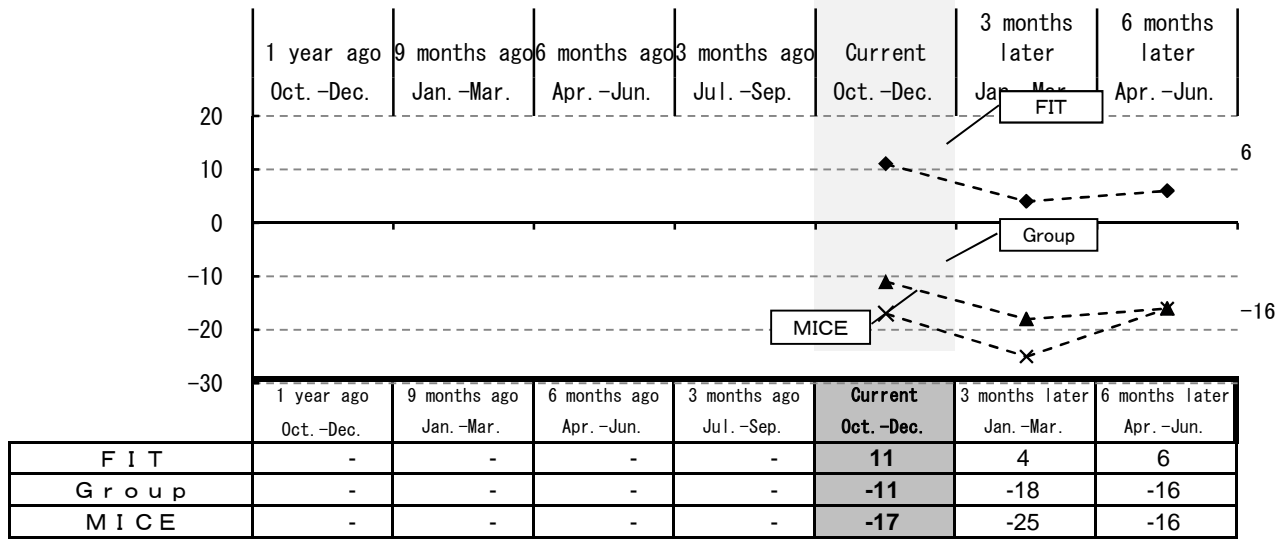 1 year ago 9 months ago 6 months ago 3 months ago Current 3 months later 6 months later
Oct.-Dec. Jan.-Mar. Apr.-Jun. Jul.-Sep. Oct.-Dec. Jan.-Mar. Apr.-Jun.
20
FIT
6
10
0
Group
-10
-16
MICE
-20
-30
1 year ago 9 months ago 6 months ago 3 months ago Current 3 months later 6 months later
Oct.-Dec. Jan.-Mar. Apr.-Jun. Jul.-Sep. Oct.-Dec. Jan.-Mar. Apr.-Jun.
ＦＩＴ - - - - 11 4 6
Ｇｒｏｕｐ - - - - -11 -18 -16
ＭＩＣＥ - - - - -17 -25 -16